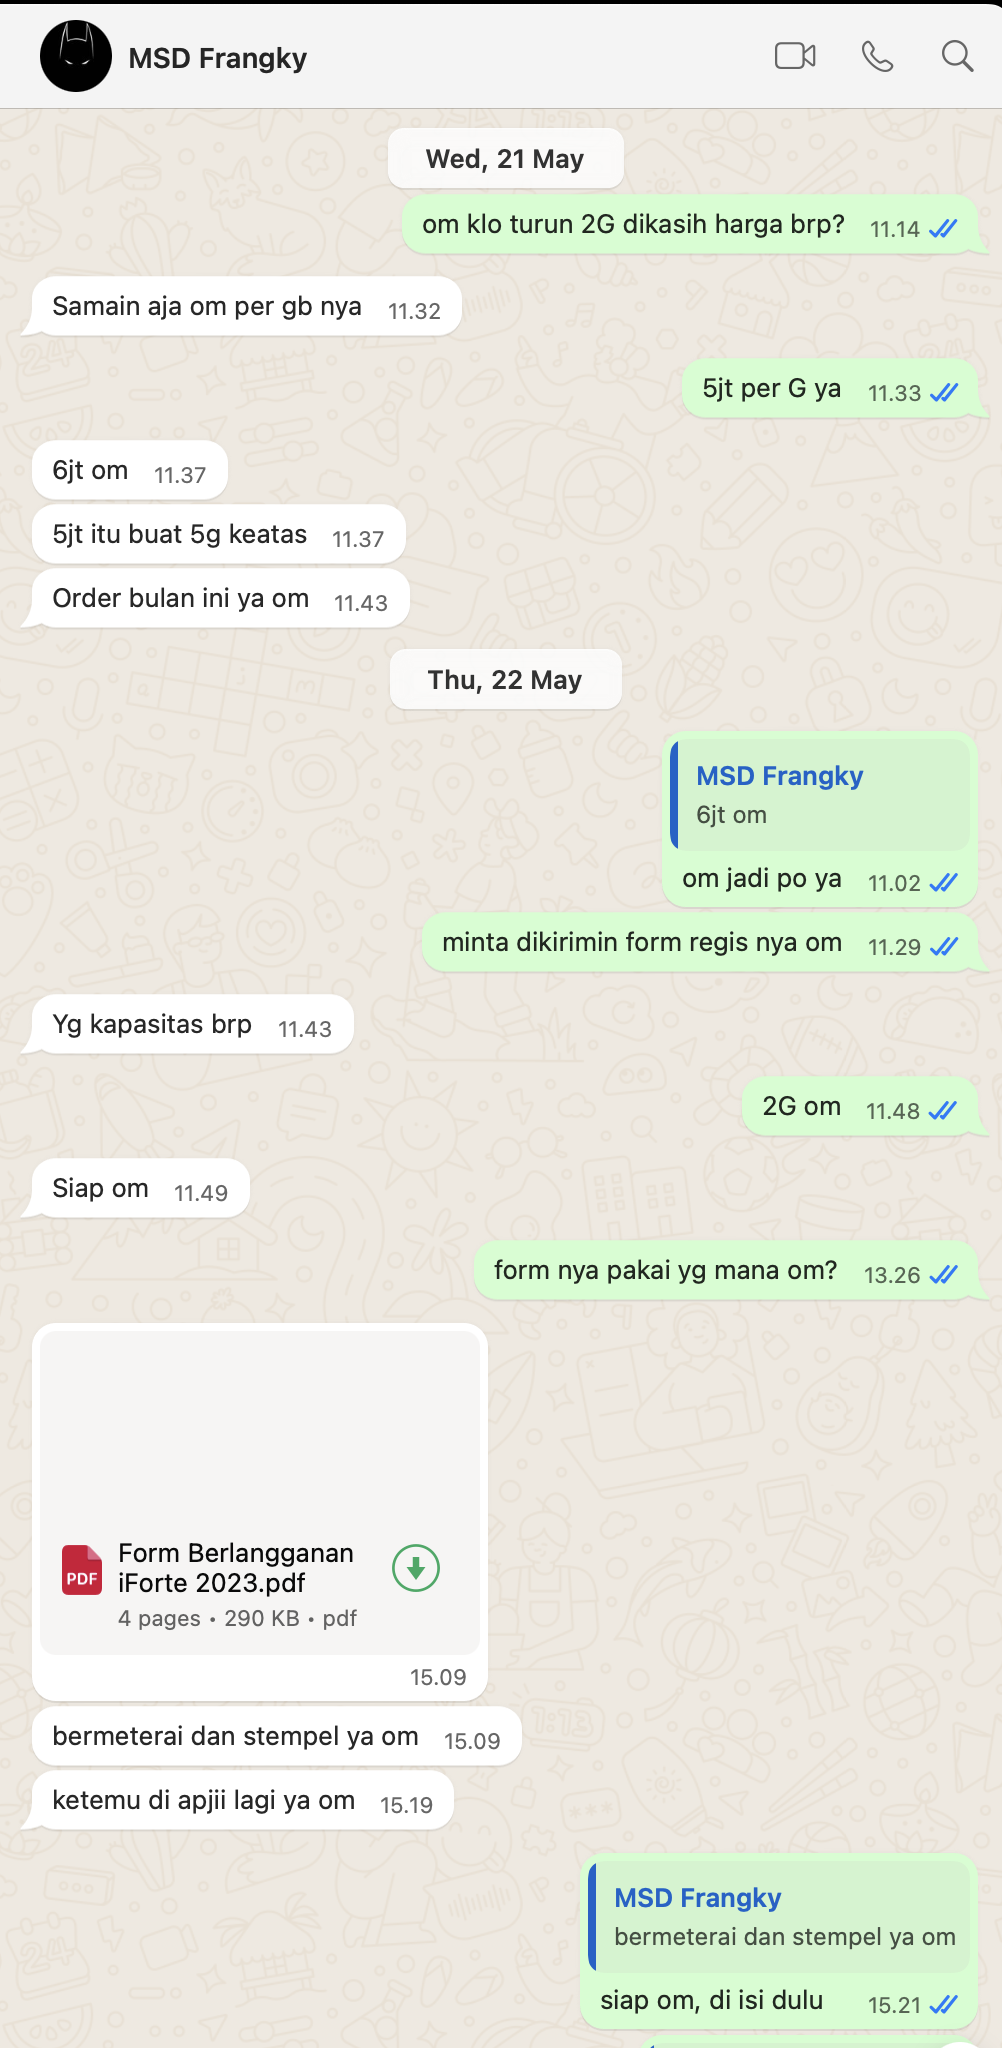 MSD Frangky
Wed, 21 May
om klo turun 2G dikasih harga brp? 11.14
Samain aja om per gb nya 11.32
5jt per G ya 11.33
6jt om 11.37
5jt itu buat 5g keatas 11.37
Order bulan ini ya om 11.43
Thu, 22 May
MSD Frangky
6jt om
om jadi po ya 11.02
minta dikirimin form regis nya om 11.29
Yg kapasitas brp 11.43
2G om 11.48
Siap om 11.49
form nya pakai yg mana om? 13.26
Form Berlangganan
iForte 2023.pdf
PDF
4 pages • 290 KB • pdf
15.09
bermeterai dan stempel ya om 15.09
ketemu di apjii lagi ya om 15.19
MSD Frangky
bermeterai dan stempel ya om
siap om, di isi dulu 15.21